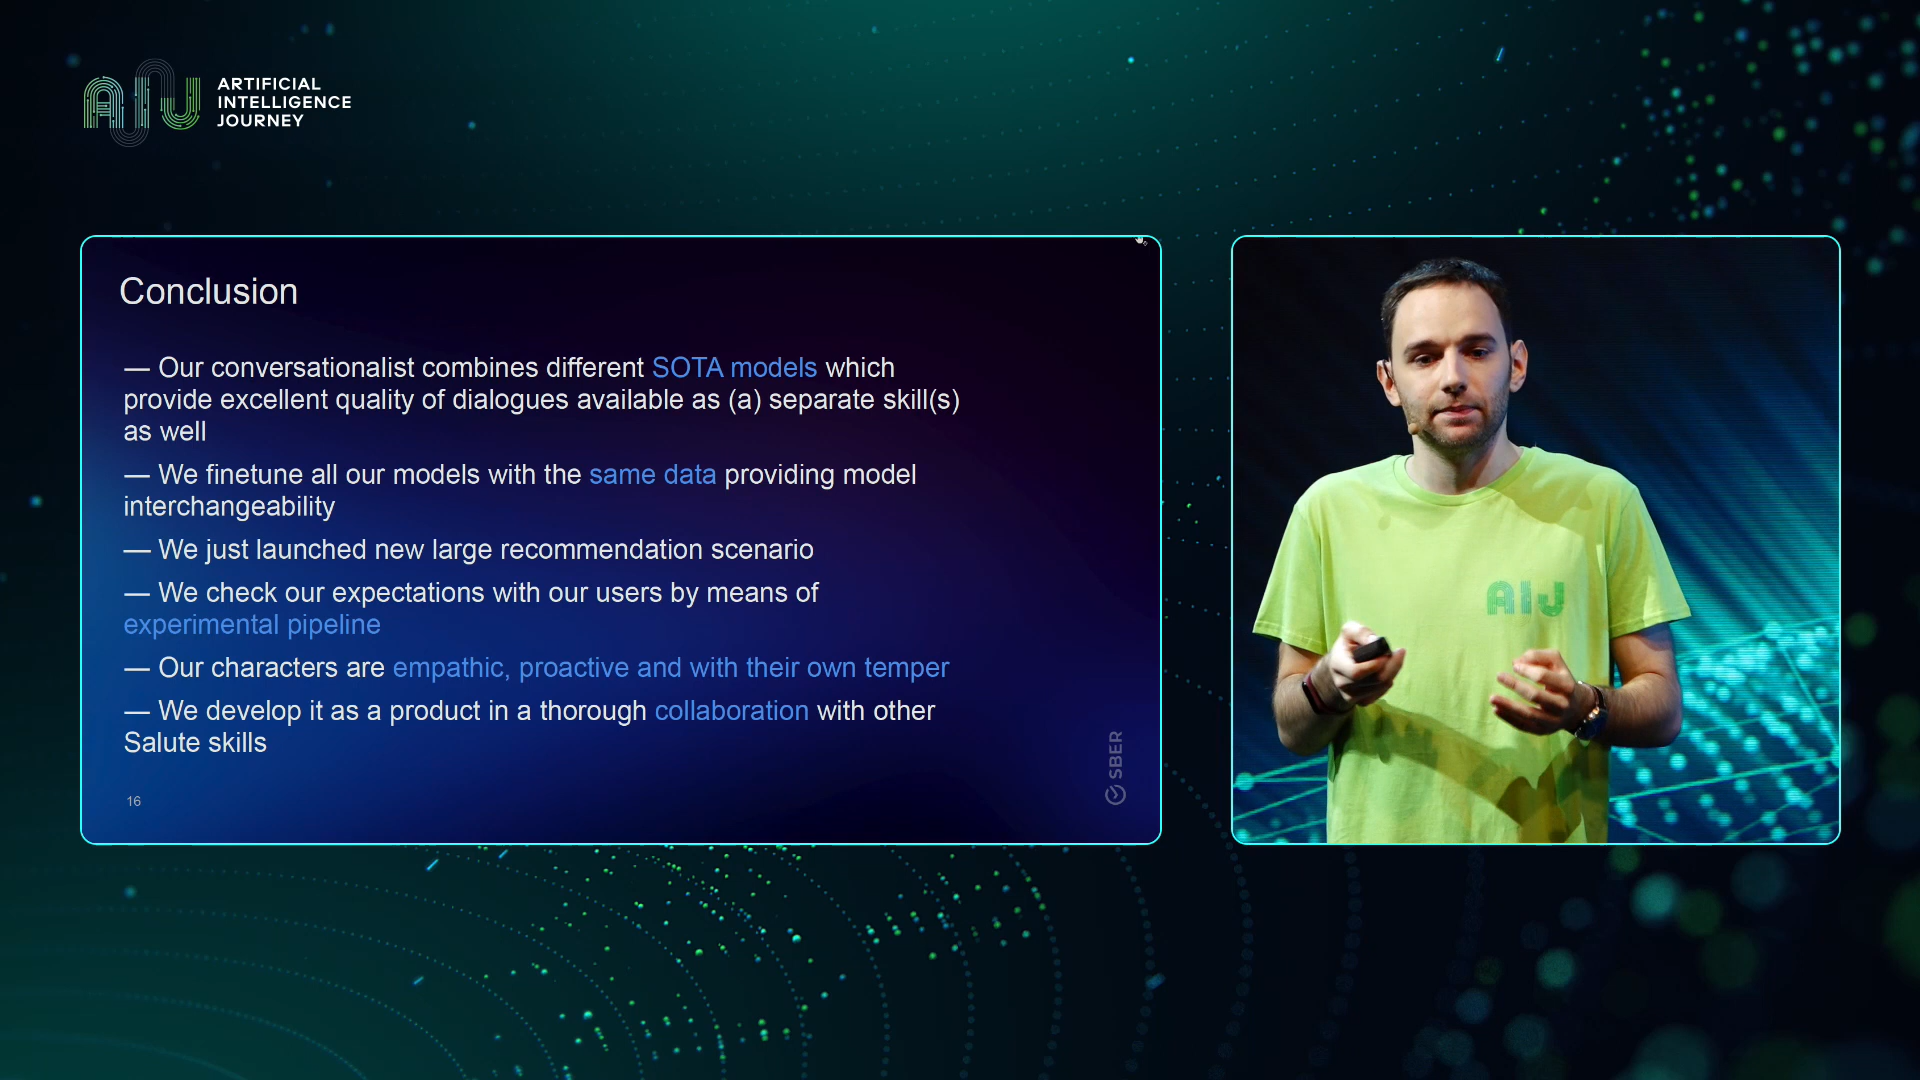 ARTIFICIAL
INTELLIGENCE
JOURNEY
Conclusion
— Our conversationalist combines different SOTA models which
provide excellent quality of dialogues available as (a) separate skill(s)
as well
— We finetune all our models with the same data providing model
interchangeability
— We just launched new large recommendation scenario
— We check our expectations with our users by means of
experimental pipeline
— Our characters are empathic, proactive and with their own temper
— We develop it as a product in a thorough collaboration with other
Salute skills
16
SBER
AIJ
AIJ